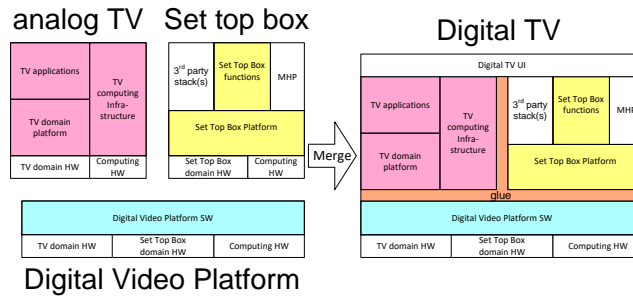 analog TV
Set top box
Digital TV
TV applications
TV
computing
Infra-
structure
TV domain
platform
TV domain HW
Computing
HW
3rd party
stack(s)
Set Top Box
functions
MHP
Set Top Box Platform
Set Top Box
domain HW
Computing
HW
Merge
Digital TV UI
TV applications
TV
computing
Infra-
structure
TV domain
platform
3rd party
stack(s)
Set Top Box
functions
MHP
Set Top Box Platform
glue
Digital Video Platform SW
TV domain HW
Set Top Box
domain HW
Computing HW
Digital Video Platform SW
TV domain HW
Set Top Box
domain HW
Computing HW
Digital Video Platform